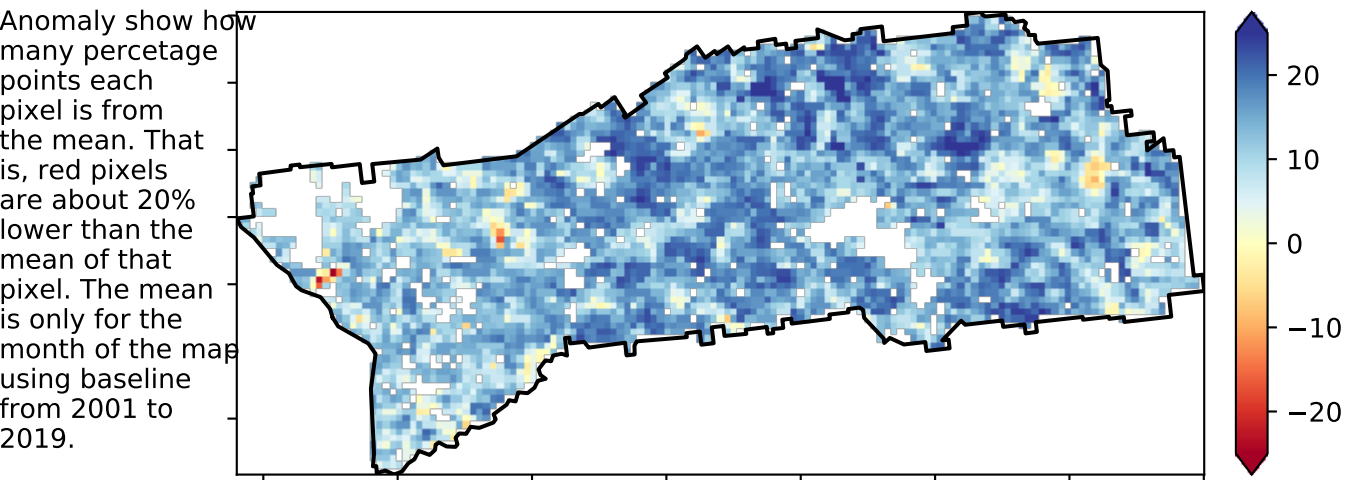 Anomaly show how
many percetage
points each
pixel is from
the mean. That
is, red pixels
are about 20%
lower than the
mean of that
pixel. The mean
is only for the
month of the map
using baseline
from 2001 to
2019.
20
10
0
−10
−20